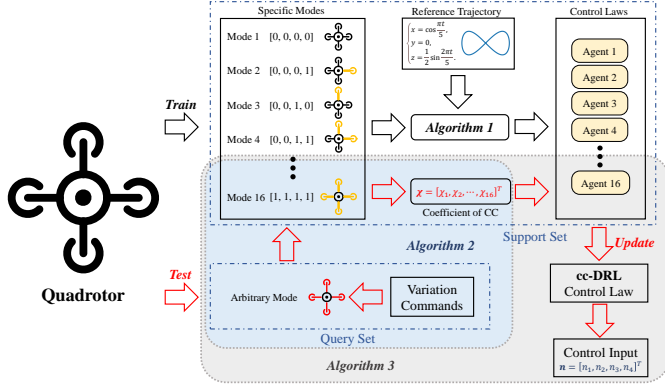 Specific Modes
Reference Trajectory
Control Laws
Mode 1 [0, 0, 0, 0]
Mode 2 [0, 0, 0, 1]
Mode 3 [0, 0, 1, 0]
Mode 4 [0, 0, 1, 1]
Mode 16 [1, 1, 1, 1]
x = cos πt/5,
y = 0,
z = 1/2 sin 2πt/5.
Train
Algorithm 1
Agent 1
Agent 2
Agent 3
Agent 4
Agent 16
χ = [χ₁, χ₂, ⋯, χ₁₆]ᵀ
Coefficient of CC
Support Set
Algorithm 2
Update
Quadrotor
Test
Arbitrary Mode
Variation
Commands
Query Set
Algorithm 3
cc-DRL
Control Law
Control Input
n = [n₁, n₂, n₃, n₄]ᵀ